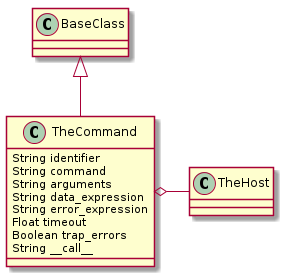 C BaseClass
C TheCommand
String identifier
String command
String arguments
String data_expression
String error_expression
Float timeout
Boolean trap_errors
String __call__
C TheHost